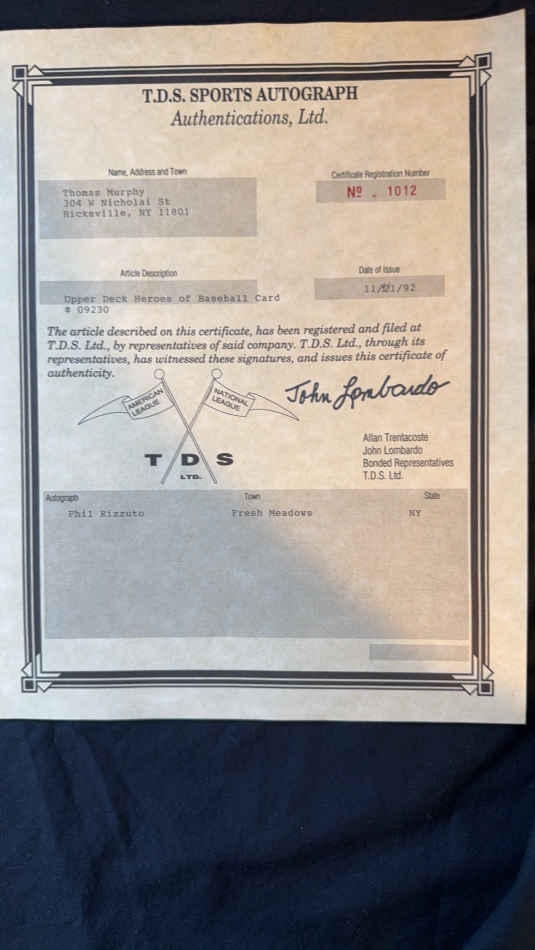 T.D.S. SPORTS AUTOGRAPH
Authentications, Ltd.
Name, Address and Town
Thomas Murphy
304 W Nicholai St
Hicksville, NY 11801
Certificate Registration Number
Nº . 1012
Article Description
Upper Deck Heroes of Baseball Card
# 09230
Date of Issue
11/ 1/92
The article described on this certificate, has been registered and filed at
T.D.S. Ltd., by representatives of said company. T.D.S. Ltd., through its
representatives, has witnessed these signatures, and issues this certificate of
authenticity.
AMERICAN
LEAGUE
NATIONAL
LEAGUE
John Lombardo
T D S
LTD.
Allan Trentacoste
John Lombardo
Bonded Representatives
T.D.S. Ltd.
Autograph Town State
Phil Rizzuto Fresh Meadows NY